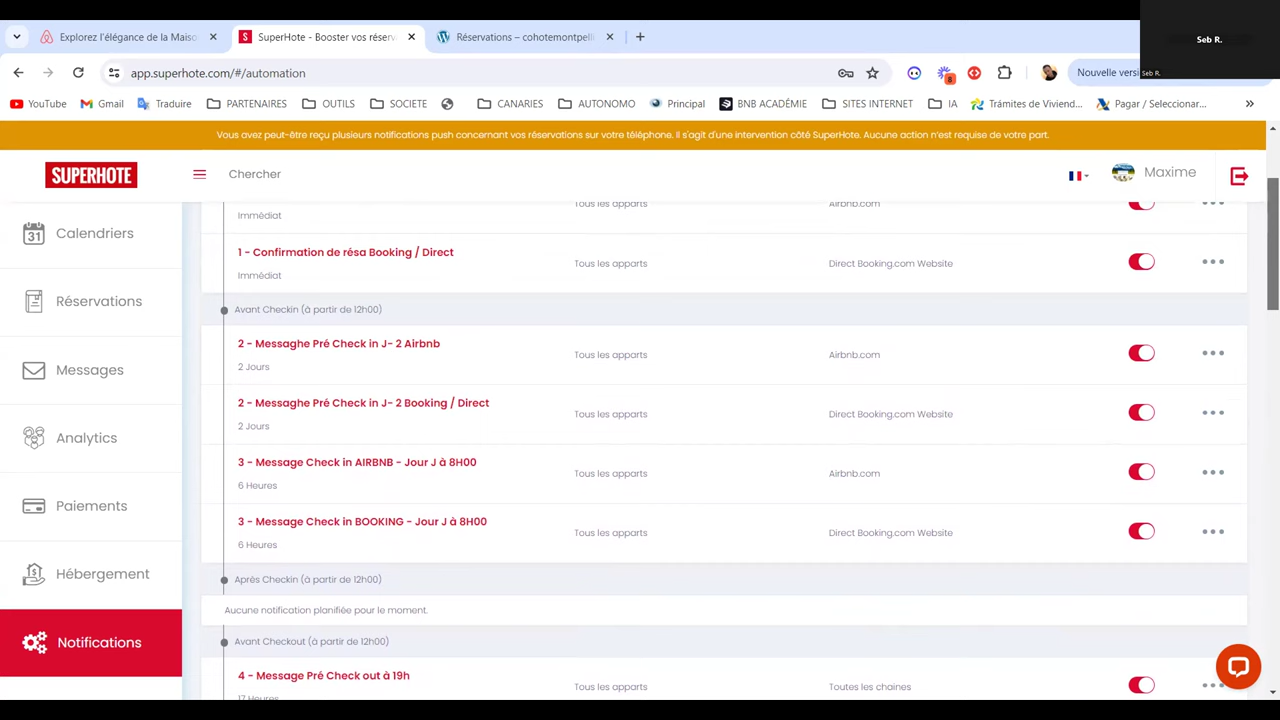 Seb R.
Explorez l'élégance de la Maiso
SuperHote - Booster vos réserv
Réservations – cohotemontpell
app.superhote.com/#/automation
8
Nouvelle versi
Seb R.
YouTube
Gmail
Traduire
PARTENAIRES
OUTILS
SOCIETE
CANARIES
AUTONOMO
Principal
BNB ACADÉMIE
SITES INTERNET
IA
Trámites de Viviend...
Pagar / Seleccionar...
Vous avez peut-être reçu plusieurs notifications push concernant vos réservations sur votre téléphone. Il s'agit d'une intervention côté SuperHote. Aucune action n'est requise de votre part.
SUPERHOTE
Chercher
Maxime
31
Calendriers
Réservations
Messages
Analytics
Paiements
Hébergement
Notifications
Immédiat
Tous les apparts
Airbnb.com
1 - Confirmation de résa Booking / Direct
Immédiat
Tous les apparts
Direct Booking.com Website
Avant Checkin (à partir de 12h00)
2 - Messaghe Pré Check in J- 2 Airbnb
2 Jours
Tous les apparts
Airbnb.com
2 - Messaghe Pré Check in J- 2 Booking / Direct
2 Jours
Tous les apparts
Direct Booking.com Website
3 - Message Check in AIRBNB - Jour J à 8H00
6 Heures
Tous les apparts
Airbnb.com
3 - Message Check in BOOKING - Jour J à 8H00
6 Heures
Tous les apparts
Direct Booking.com Website
Après Checkin (à partir de 12h00)
Aucune notification planifiée pour le moment.
Avant Checkout (à partir de 12h00)
4 - Message Pré Check out à 19h
17 Heures
Tous les apparts
Toutes les chaines